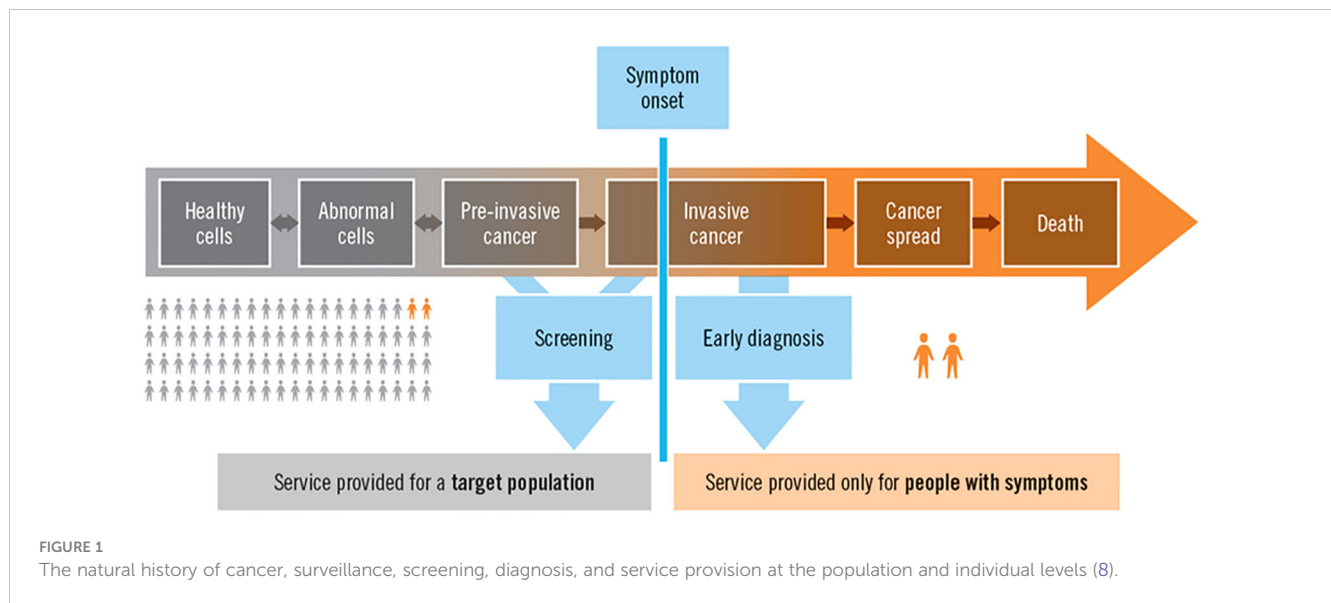 Symptom
onset
Healthy
cells
Abnormal
cells
Pre-invasive
cancer
Invasive
cancer
Cancer
spread
Death
Screening
Early diagnosis
Service provided for a target population
Service provided only for people with symptoms
FIGURE 1
The natural history of cancer, surveillance, screening, diagnosis, and service provision at the population and individual levels (8).